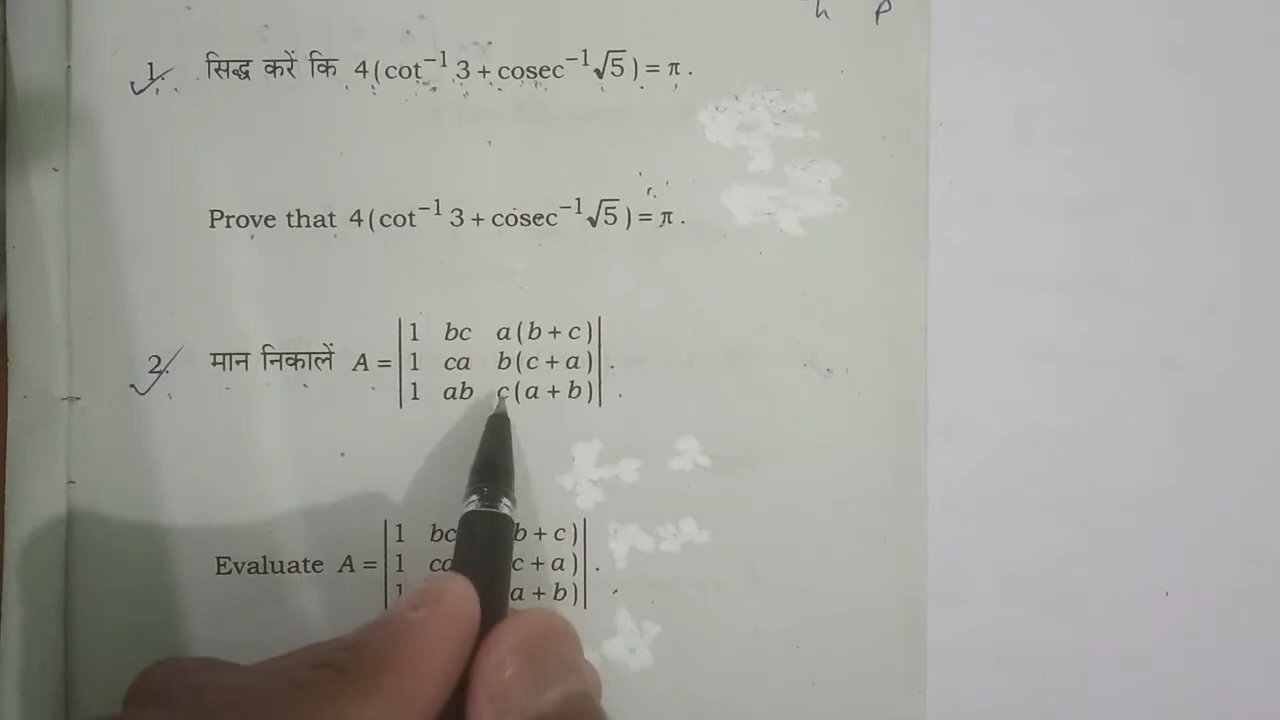 h p
1. सिद्ध करें कि 4(cot⁻¹ 3 + cosec⁻¹√5) = π.
Prove that 4(cot⁻¹ 3 + cosec⁻¹√5) = π.
|1 bc a(b + c)|
2. मान निकालें A = |1 ca b(c + a)|.
|1 ab c(a + b)|
|1 bc b + c)|
Evaluate A = |1 c + a)|.
|1 a + b)|